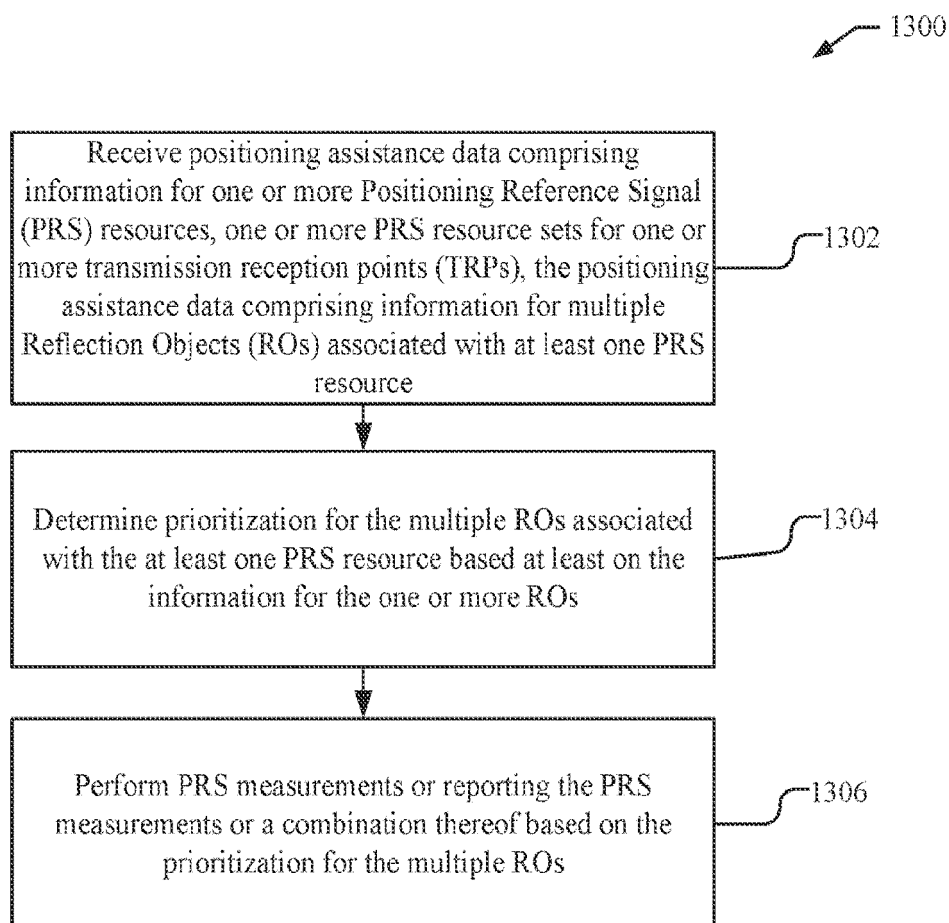 1300
Receive positioning assistance data comprising
information for one or more Positioning Reference Signal
(PRS) resources, one or more PRS resource sets for one or
more transmission reception points (TRPs), the positioning
assistance data comprising information for multiple
Reflection Objects (ROs) associated with at least one PRS
resource
1302
Determine prioritization for the multiple ROs associated
with the at least one PRS resource based at least on the
information for the one or more ROs
1304
Perform PRS measurements or reporting the PRS
measurements or a combination thereof based on the
prioritization for the multiple ROs
1306